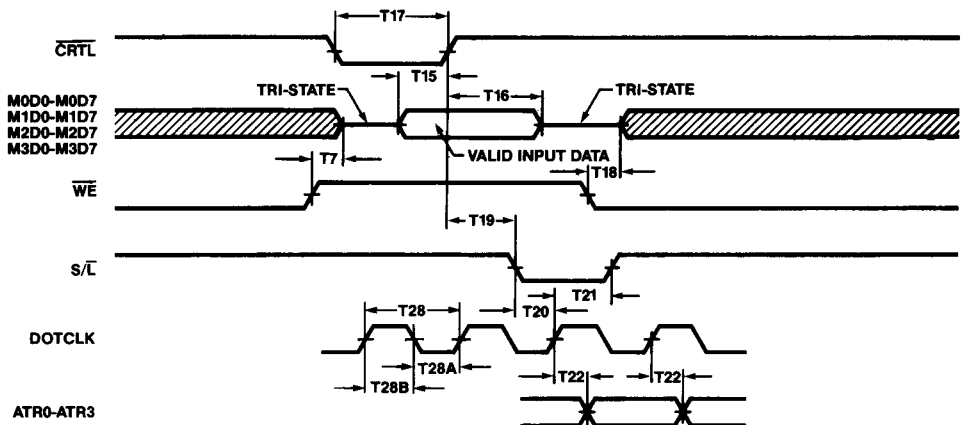 T17
CRTL
T15
TRI-STATE
T16
TRI-STATE
M0D0-M0D7
M1D0-M1D7
M2D0-M2D7
M3D0-M3D7
VALID INPUT DATA
T7
T18
WE
T19
S/L
T21
T28
T20
DOTCLK
T28A
T22
T22
T28B
ATR0-ATR3